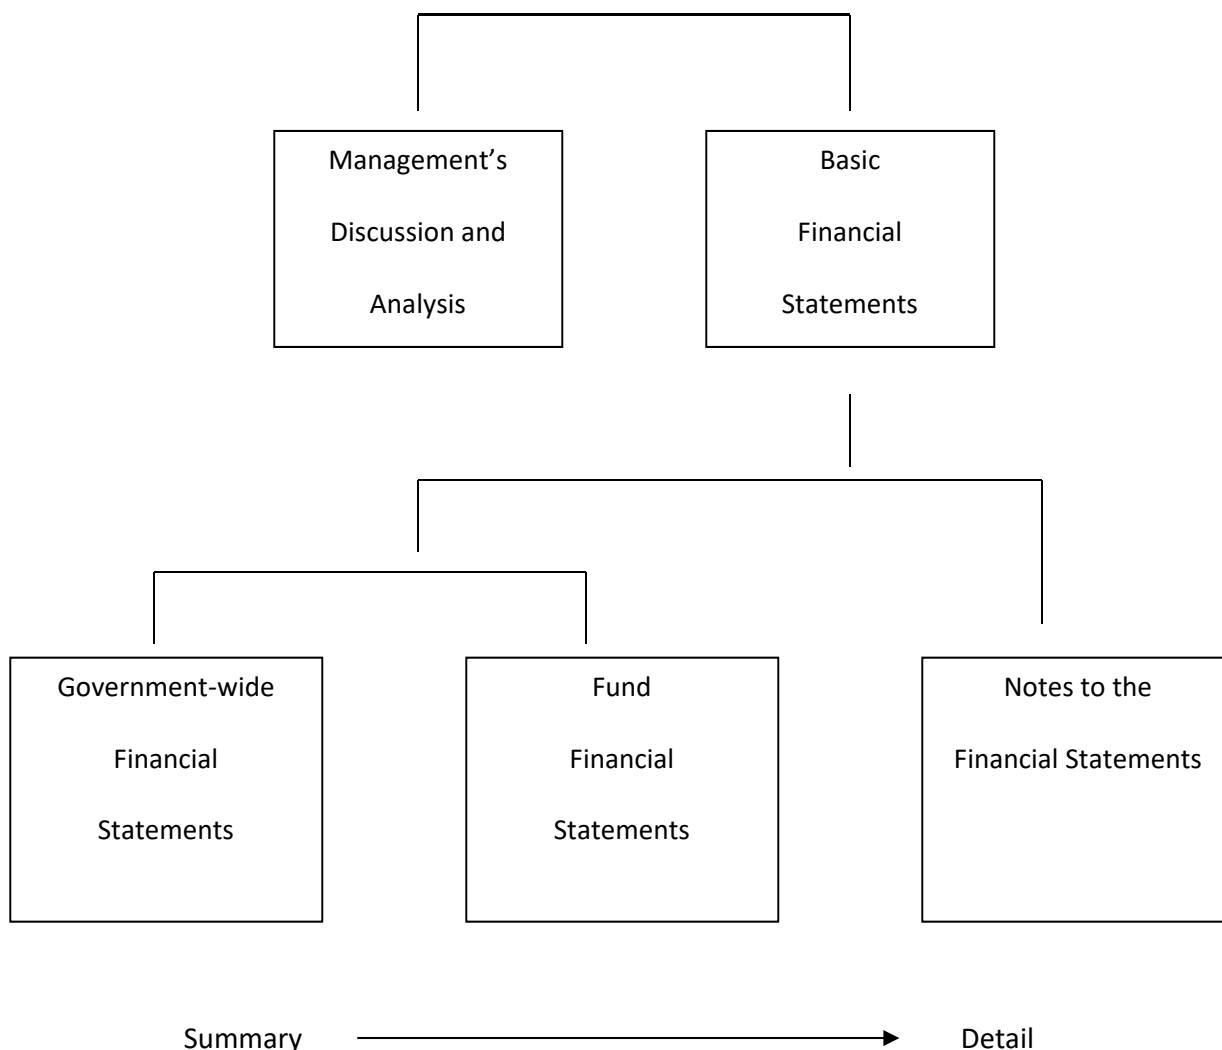 Management’s
Discussion and
Analysis
Basic
Financial
Statements
Government-wide
Financial
Statements
Fund
Financial
Statements
Notes to the
Financial Statements
Summary
Detail